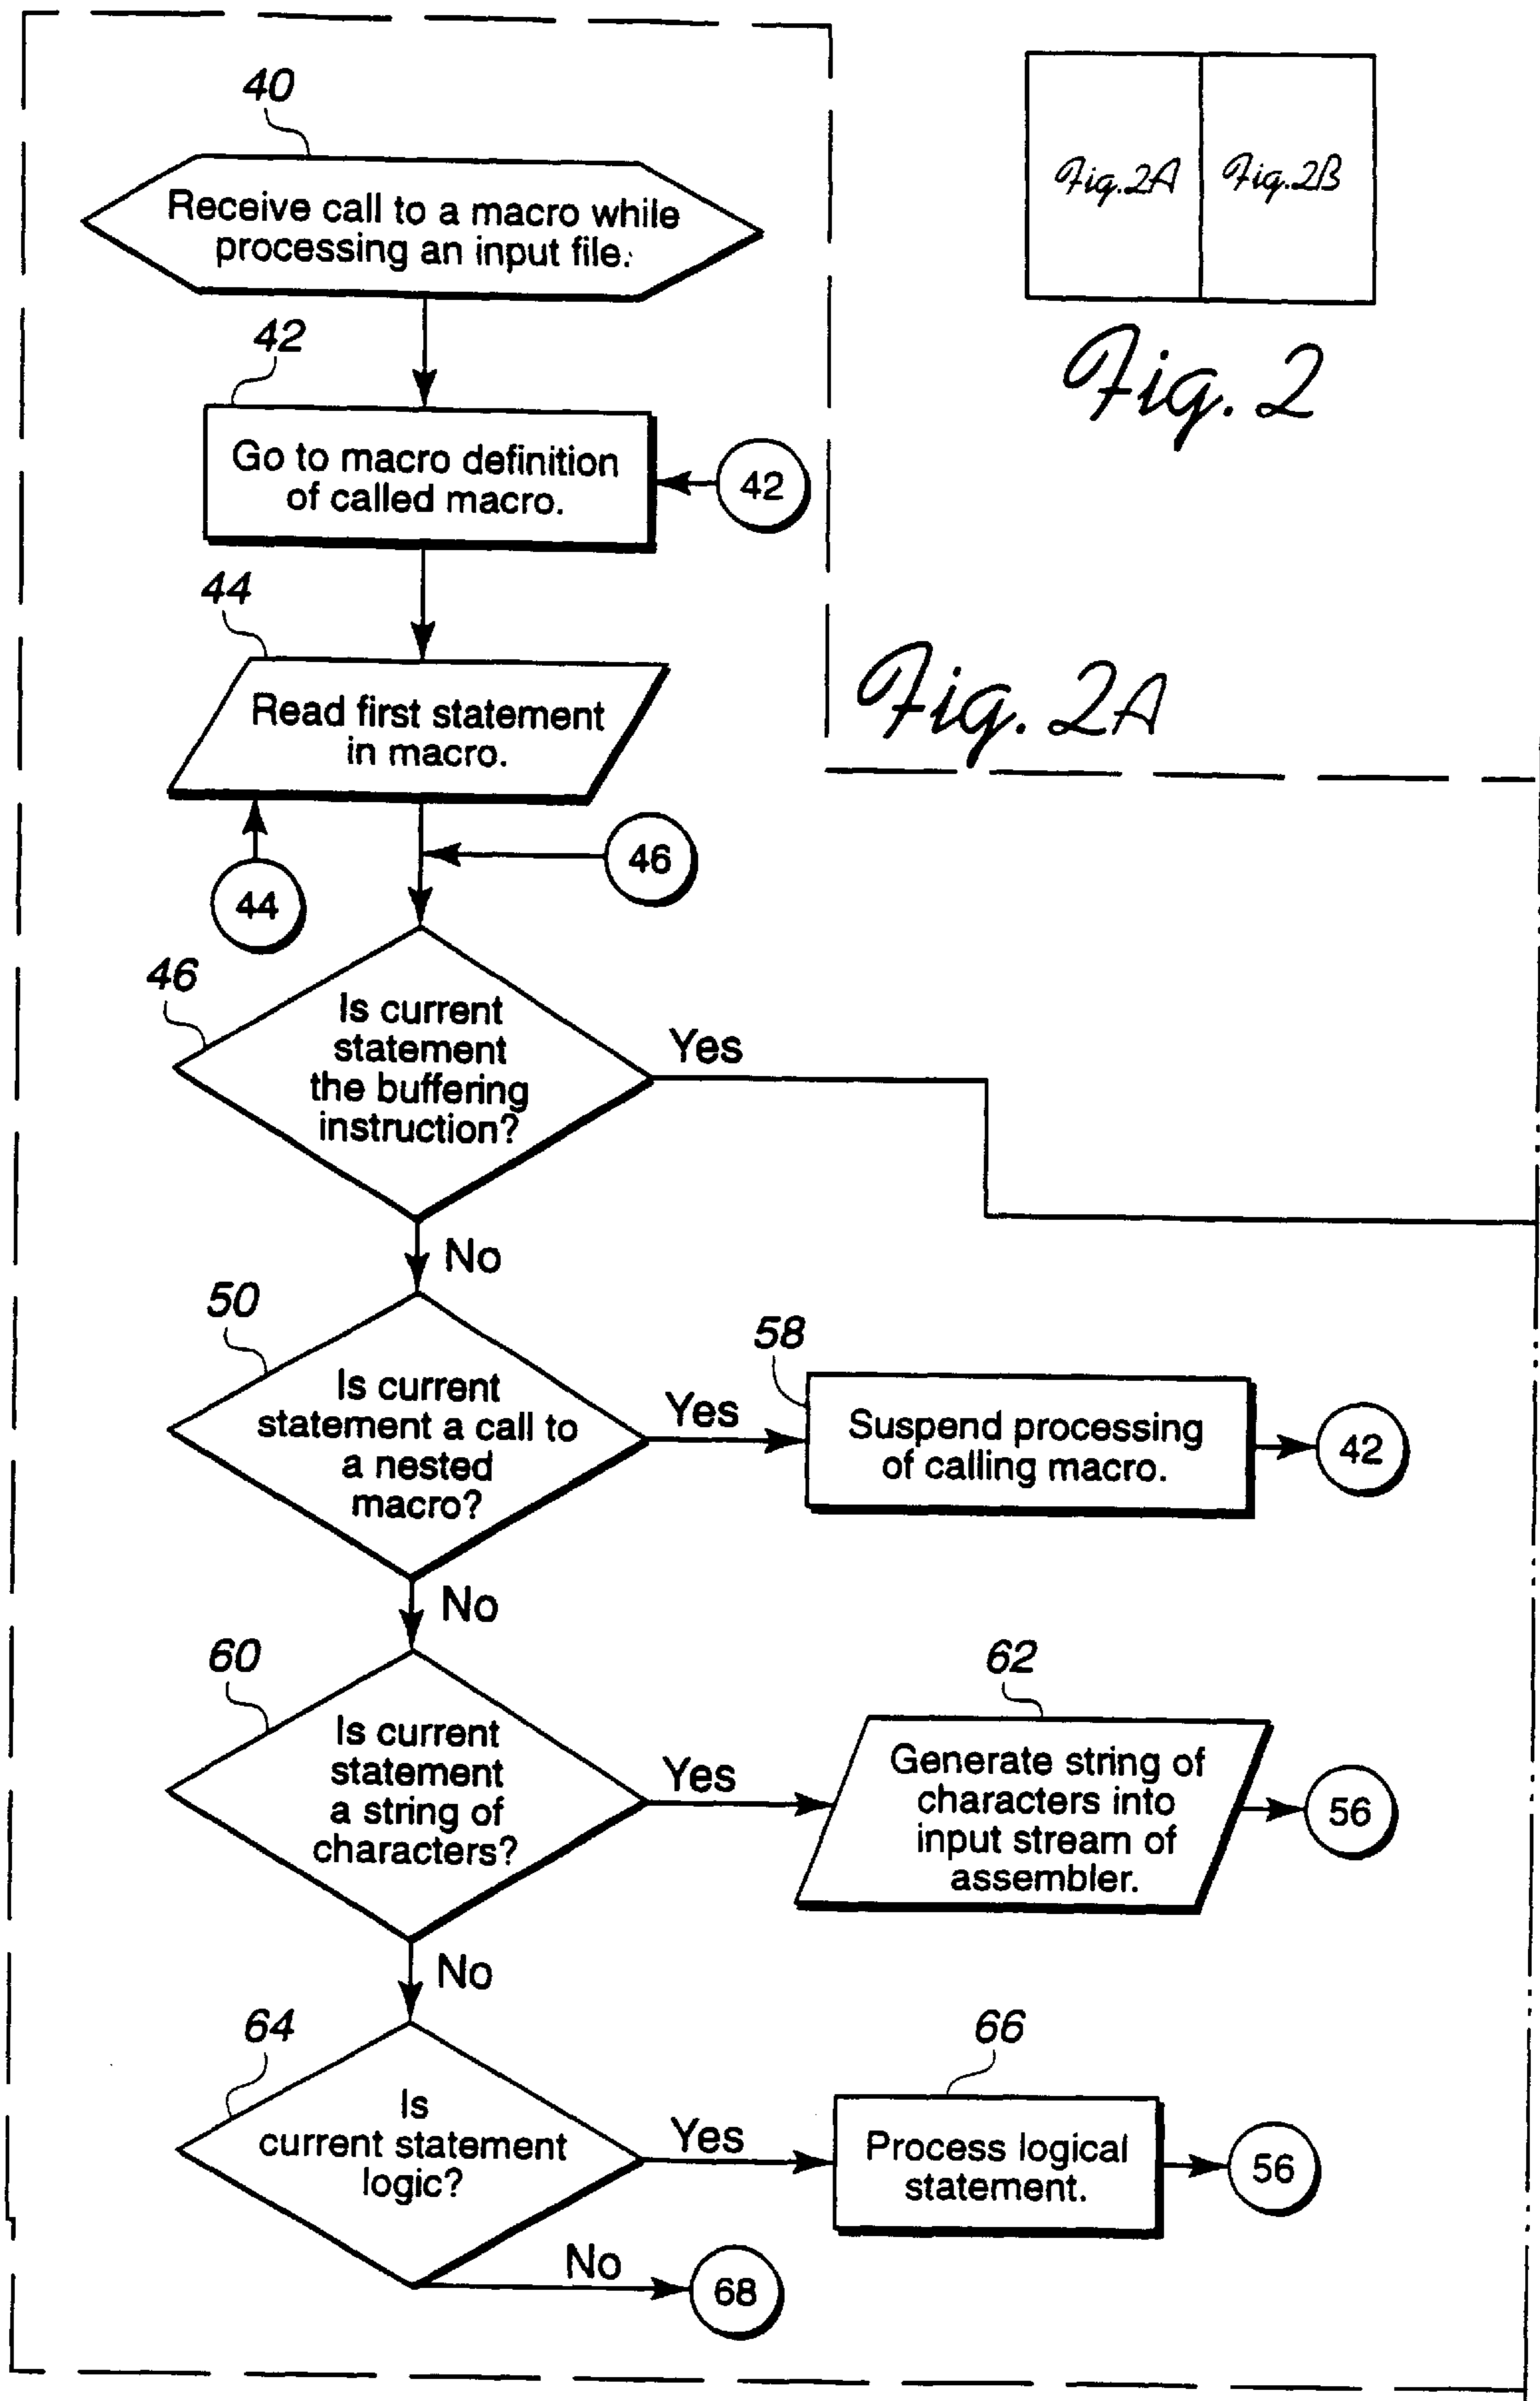 40
Receive call to a macro while
processing an input file.
Fig. 2A
Fig. 2B
Fig. 2
42
Go to macro definition
of called macro.
42
44
Read first statement
in macro.
Fig. 2A
46
44
46
Is current
statement
the buffering
instruction?
Yes
No
50
Is current
statement a call to
a nested
macro?
Yes
58
Suspend processing
of calling macro.
42
No
60
Is current
statement
a string of
characters?
Yes
62
Generate string of
characters into
input stream of
assembler.
56
No
64
Is
current statement
logic?
Yes
66
Process logical
statement.
56
No
68